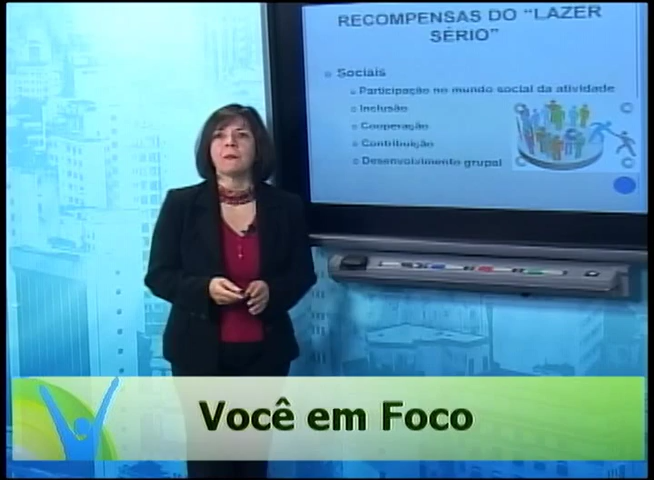 RECOMPENSAS DO “LAZER
SÉRIO”
Sociais
Participação no mundo social da atividade
Inclusão
Cooperação
Contribuição
Desenvolvimento grupal
Você em Foco